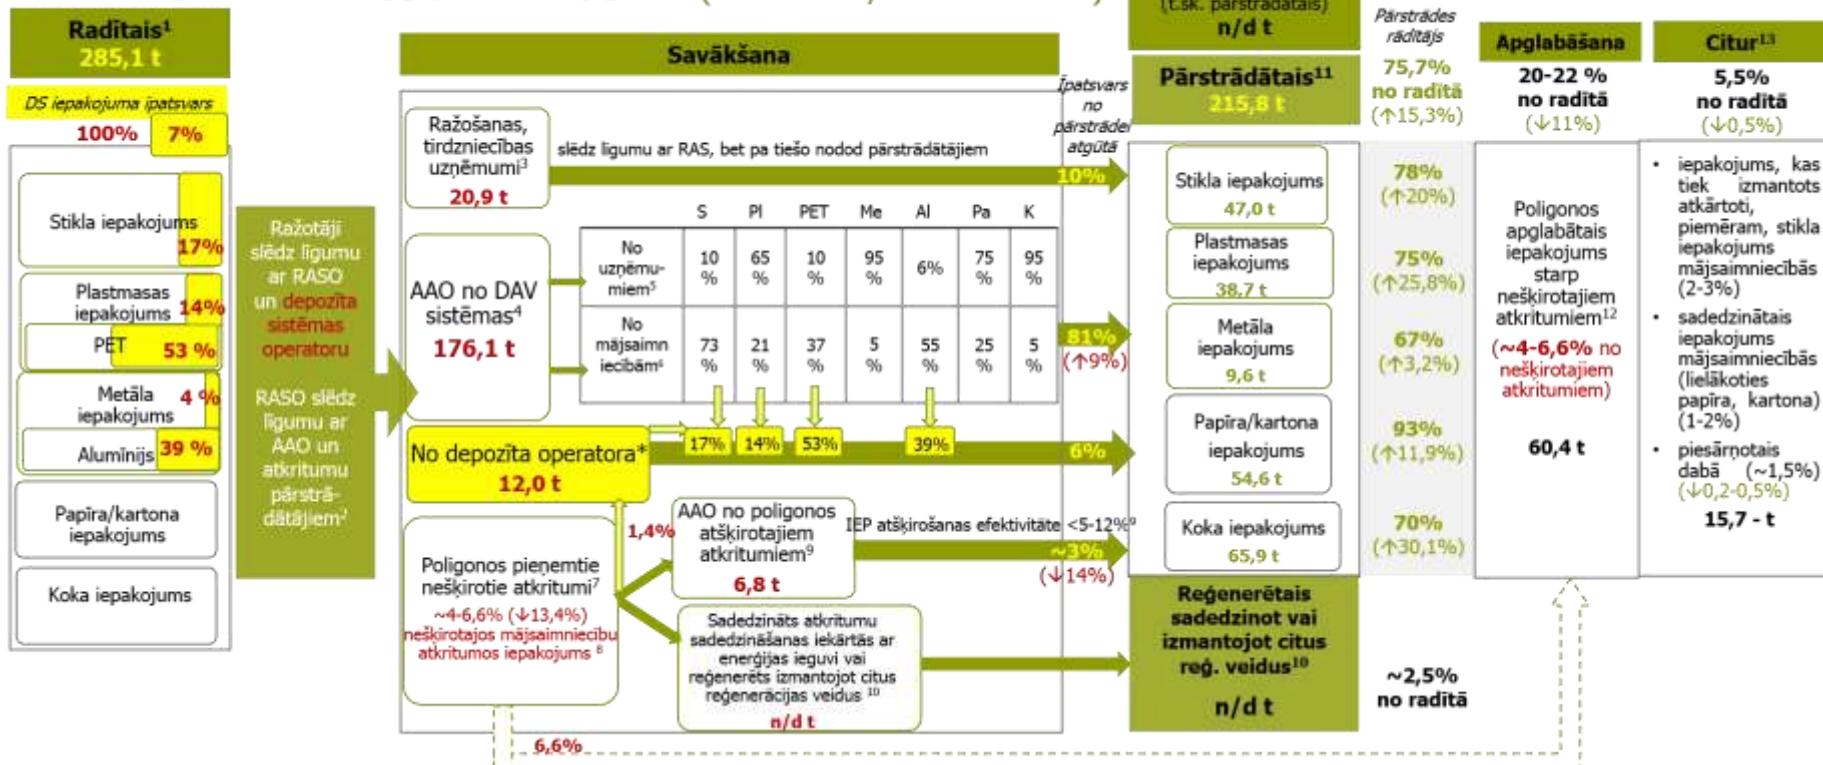 Radītais¹
285,1 t
DS iepakojuma īpatsvars
100% 7%
Stikla iepakojums
17%
Plastmasas
iepakojums
14%
PET 53 %
Metāla
iepakojums
4 %
Alumīnijs 39 %
Papīra/kartona
iepakojums
Koka iepakojums
Ražotāji
slēdz līgumu
ar RASO
un depozīta
sistēmas
operatoru
RASO slēdz
līgumu ar
AAO un
atkritumu
pārstrā-
dātājiem²
Savākšana
Ražošanas,
tirdzniecības
uzņēmumi³
20,9 t
slēdz līgumu ar RAS, bet pa tiešo nodod pārstrādātājiem
10%
AAO no DAV
sistēmas⁴
176,1 t
S Pl PET Me Al Pa K
No
uzņēmu-
miem⁵
10
%
65
%
10
%
95
%
6%
75
%
95
%
No
mājsaimn
iecībām⁶
73
%
21
%
37
%
5
%
55
%
25
%
5
%
81%
(↑9%)
No depozīta operatora*
12,0 t
17% 14% 53% 39%
6%
Poligonos pieņemtie
nešķirotie atkritumi⁷
~4-6,6% (↓13,4%)
nešķirotajos mājsaimniecību
atkritumos iepakojums ⁸
1,4%
AAO no poligonos
atšķirotajiem
atkritumiem⁹
6,8 t
IEP atšķirošanas efektivitāte <5-12%⁹
~3%
(↓14%)
Sadedzināts atkritumu
sadedzināšanas iekārtās ar
enerģijas ieguvi vai
reģenerēts izmantojot citus
reģenerācijas veidus ¹⁰
n/d t
6,6%
Īpatsvars
no
pārstrādei
atgūtā
(t.sk. pārstrādātais)
n/d t
Pārstrādātais¹¹
215,8 t
Stikla iepakojums
47,0 t
Plastmasas
iepakojums
38,7 t
Metāla
iepakojums
9,6 t
Papīra/kartona
iepakojums
54,6 t
Koka iepakojums
65,9 t
Reģenerētais
sadedzinot vai
izmantojot citus
reģ. veidus¹⁰
n/d t
Pārstrādes
rādītājs
75,7%
no radītā
(↑15,3%)
78%
(↑20%)
75%
(↑25,8%)
67%
(↑3,2%)
93%
(↑11,9%)
70%
(↑30,1%)
~2,5%
no radītā
Apglabāšana
20-22 %
no radītā
(↓11%)
Poligonos
apglabātais
iepakojums
starp
nešķirotajiem
atkritumiem¹²
(~4-6,6% no
nešķirotajiem
atkritumiem)
60,4 t
Citur¹³
5,5%
no radītā
(↓0,5%)
• iepakojums, kas
tiek izmantots
atkārtoti,
piemēram, stikla
iepakojums
mājsaimniecībās
(2-3%)
• sadedzinātais
iepakojums
mājsaimniecībās
(lielākoties
papīra, kartona)
(1-2%)
• piesārņotais
dabā (~1,5%)
(↓0,2-0,5%)
15,7 - t